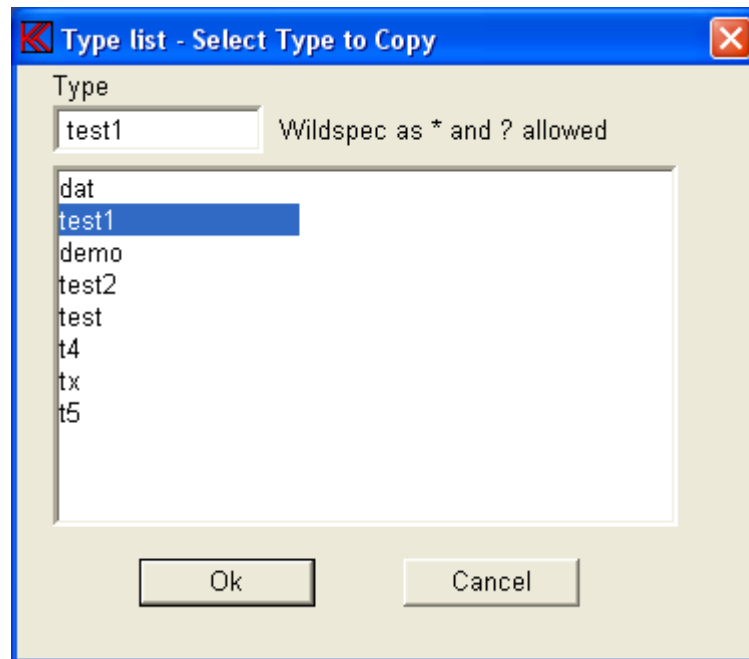 Type list - Select Type to Copy
Type
test1 Wildspec as * and ? allowed
dat
test1
demo
test2
test
t4
tx
t5
Ok Cancel